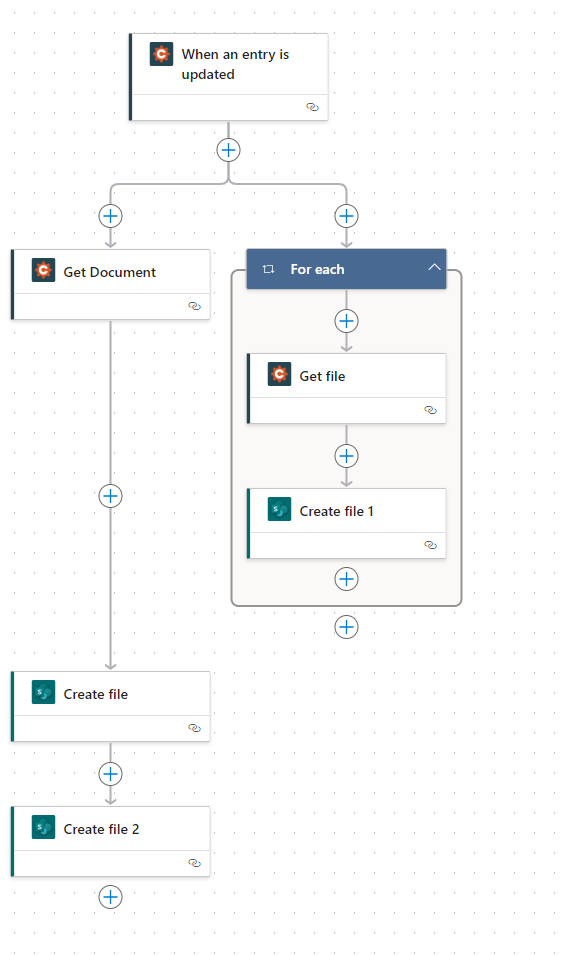 When an entry is
updated
Get Document
For each
Get file
Create file 1
Create file
Create file 2